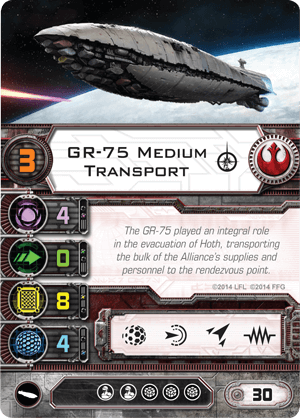 GR-75 Medium
Transport
3
4
0
8
4
The GR-75 played an integral role
in the evacuation of Hoth, transporting
the bulk of the Alliance's supplies and
personnel to the rendezvous point.
©2014 LFL ©2014 FFG
30